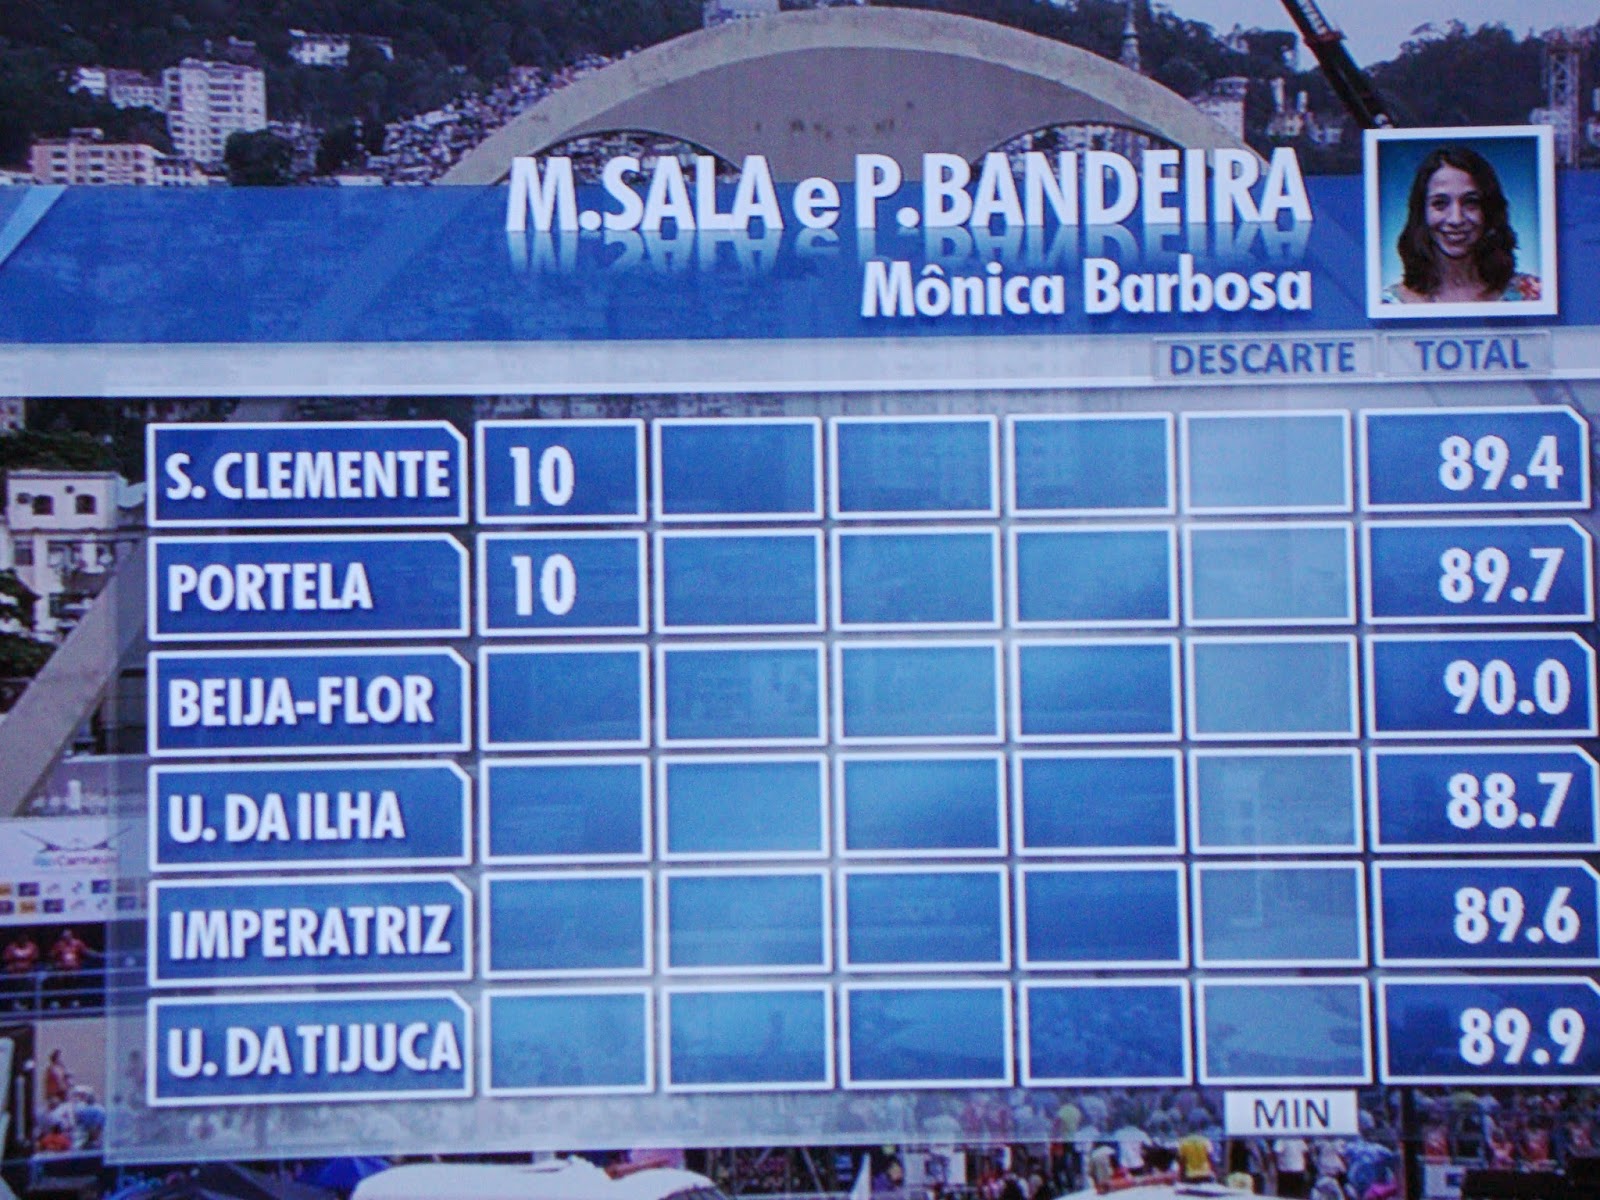 M.SALA e P.BANDEIRA
Mônica Barbosa
DESCARTE TOTAL
S. CLEMENTE 10 89.4
PORTELA 10 89.7
BEIJA-FLOR 90.0
U. DA ILHA 88.7
IMPERATRIZ 89.6
U. DA TIJUCA 89.9
MIN